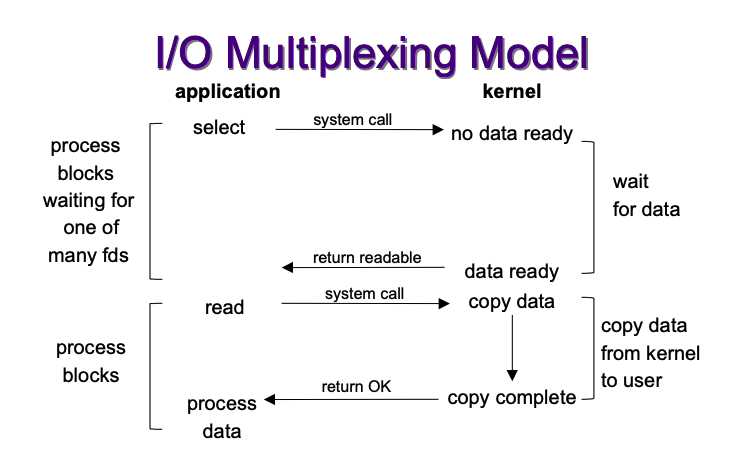 I/O Multiplexing Model
application
kernel
select
system call
no data ready
process
blocks
waiting for
one of
many fds
wait
for data
return readable
data ready
read
system call
copy data
process
blocks
copy data
from kernel
to user
process
data
return OK
copy complete